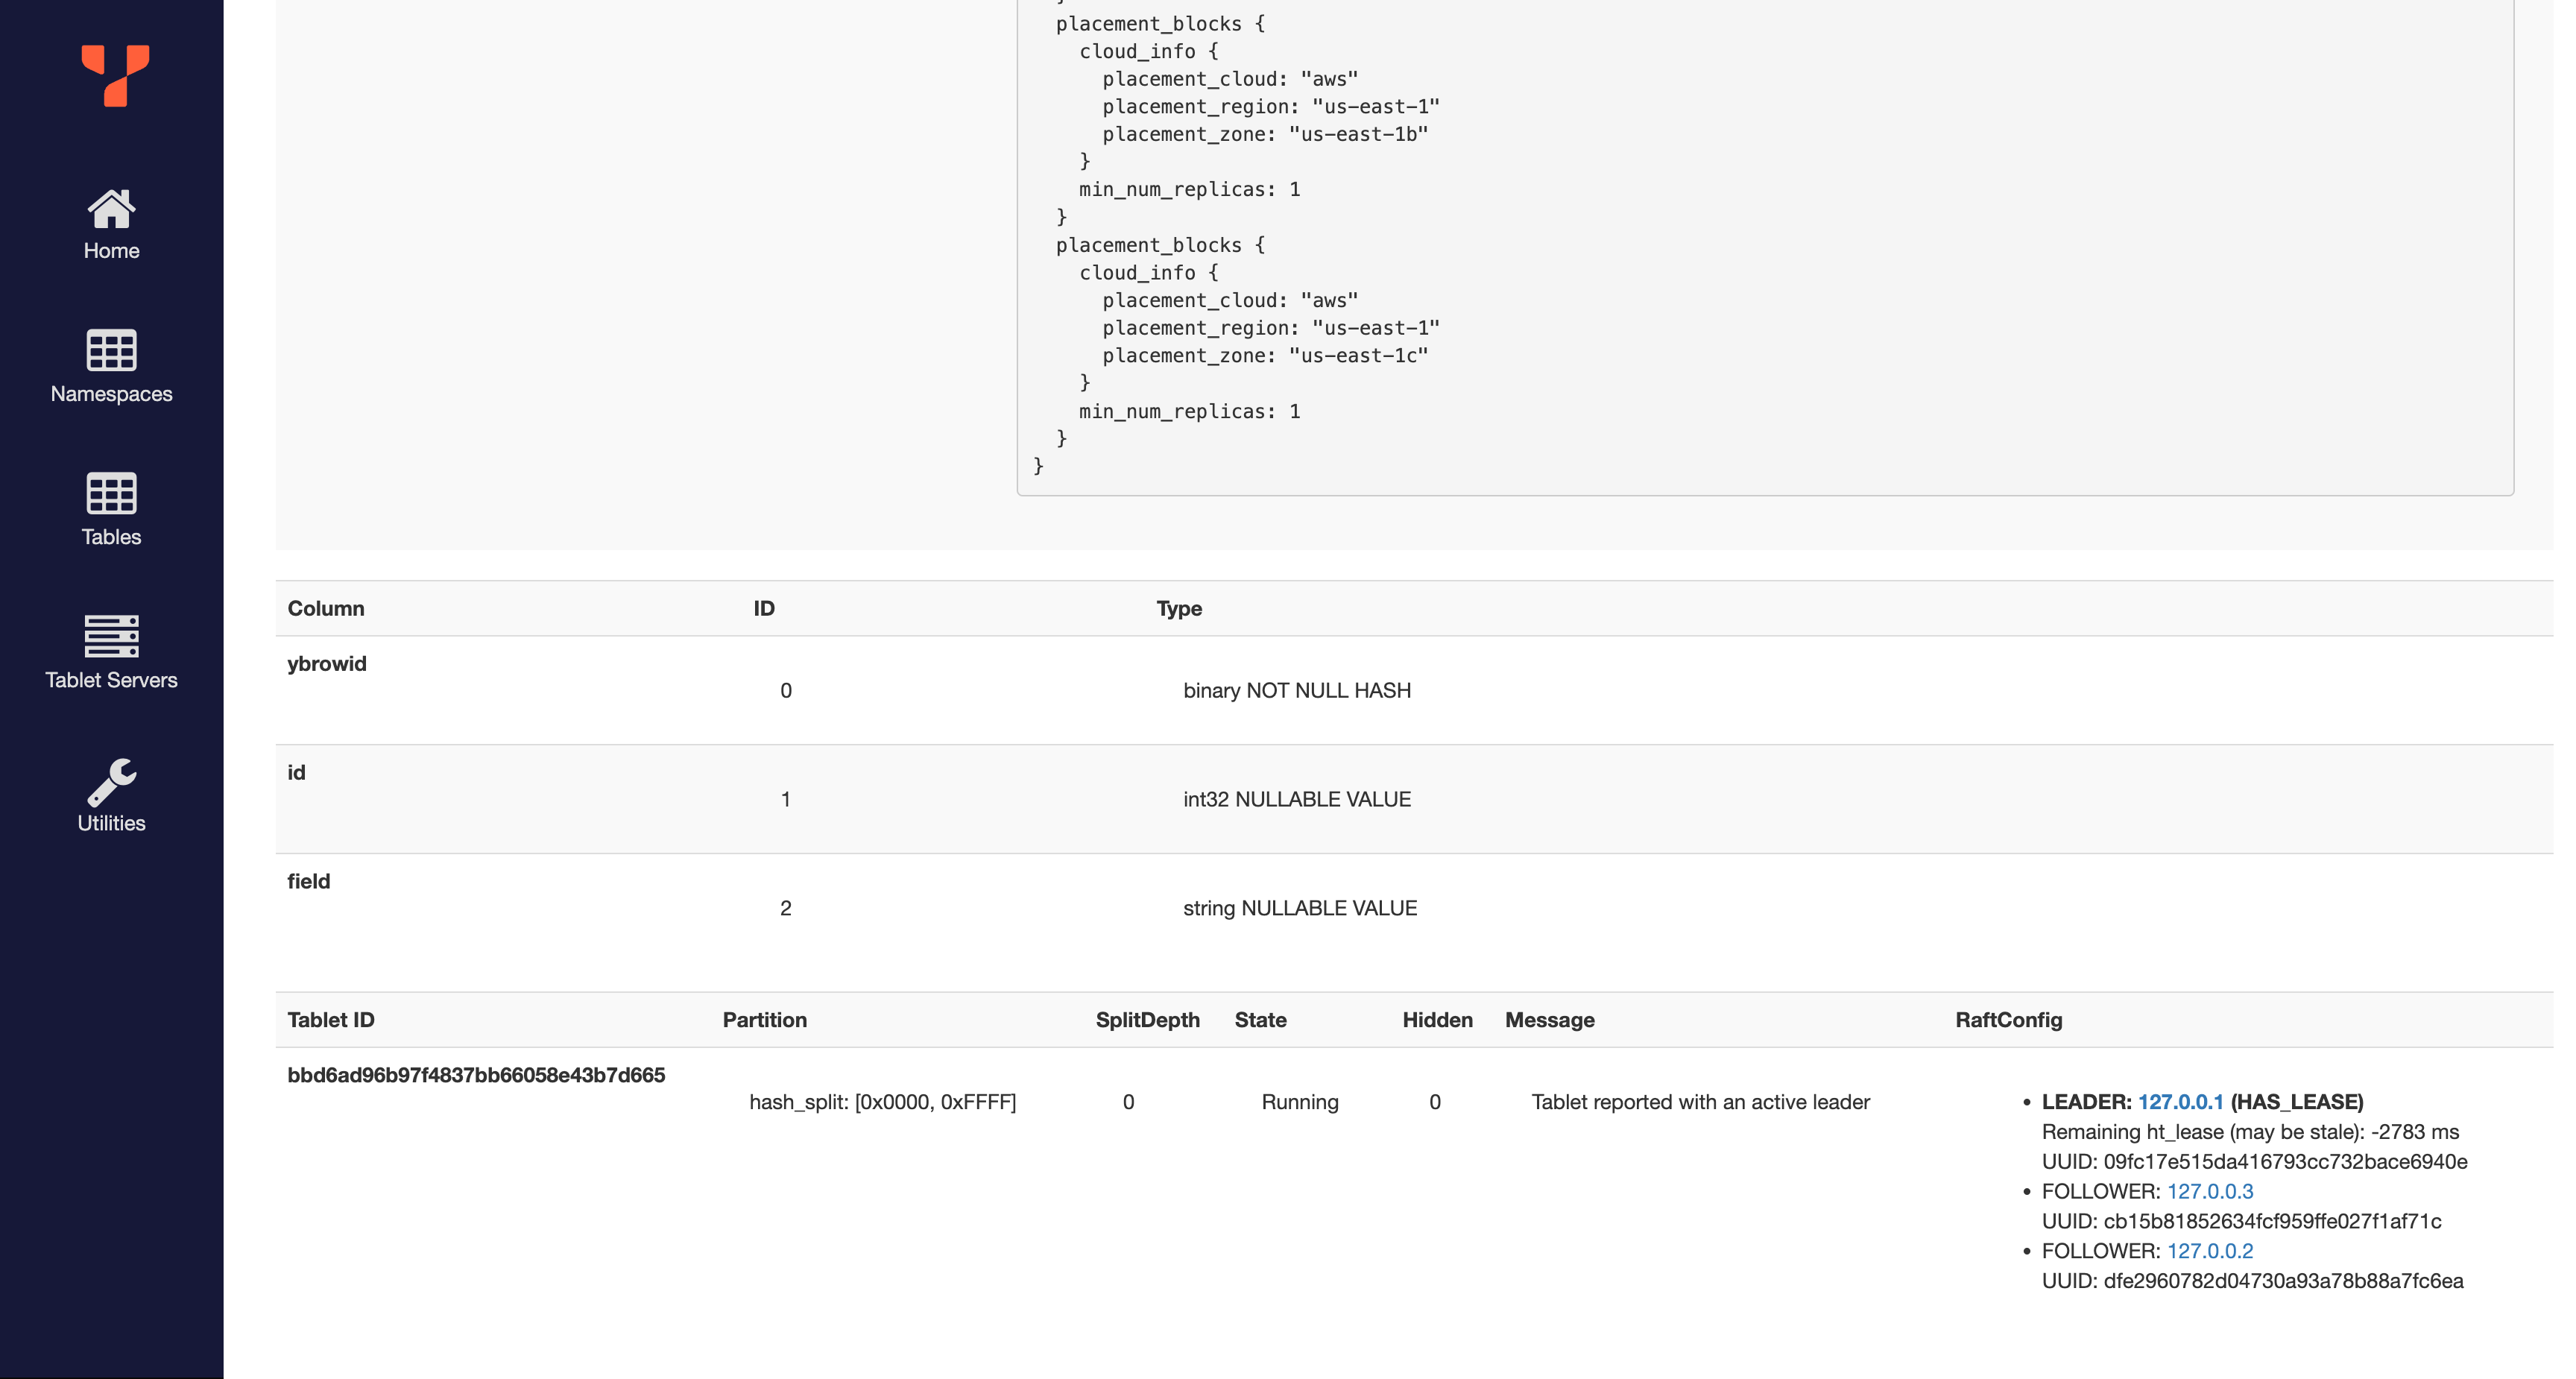 Home
Namespaces
Tables
Tablet Servers
Utilities
placement_blocks {
cloud_info {
placement_cloud: "aws"
placement_region: "us-east-1"
placement_zone: "us-east-1b"
}
min_num_replicas: 1
}
placement_blocks {
cloud_info {
placement_cloud: "aws"
placement_region: "us-east-1"
placement_zone: "us-east-1c"
}
min_num_replicas: 1
}
}
Column ID Type
ybrowid
0 binary NOT NULL HASH
id
1 int32 NULLABLE VALUE
field
2 string NULLABLE VALUE
Tablet ID Partition SplitDepth State Hidden Message RaftConfig
bbd6ad96b97f4837bb66058e43b7d665
hash_split: [0x0000, 0xFFFF] 0 Running 0 Tablet reported with an active leader
• LEADER: 127.0.0.1 (HAS_LEASE)
Remaining ht_lease (may be stale): -2783 ms
UUID: 09fc17e515da416793cc732bace6940e
• FOLLOWER: 127.0.0.3
UUID: cb15b81852634fcf959ffe027f1af71c
• FOLLOWER: 127.0.0.2
UUID: dfe2960782d04730a93a78b88a7fc6ea